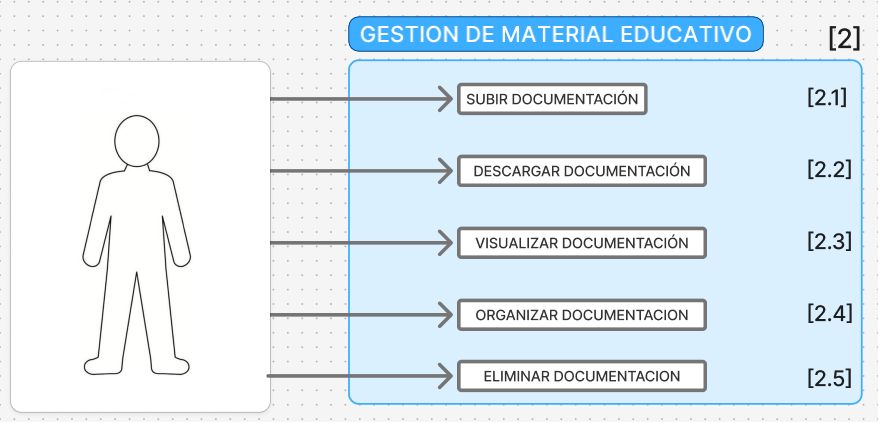 GESTION DE MATERIAL EDUCATIVO [2]
SUBIR DOCUMENTACIÓN [2.1]
DESCARGAR DOCUMENTACIÓN [2.2]
VISUALIZAR DOCUMENTACIÓN [2.3]
ORGANIZAR DOCUMENTACION [2.4]
ELIMINAR DOCUMENTACION [2.5]